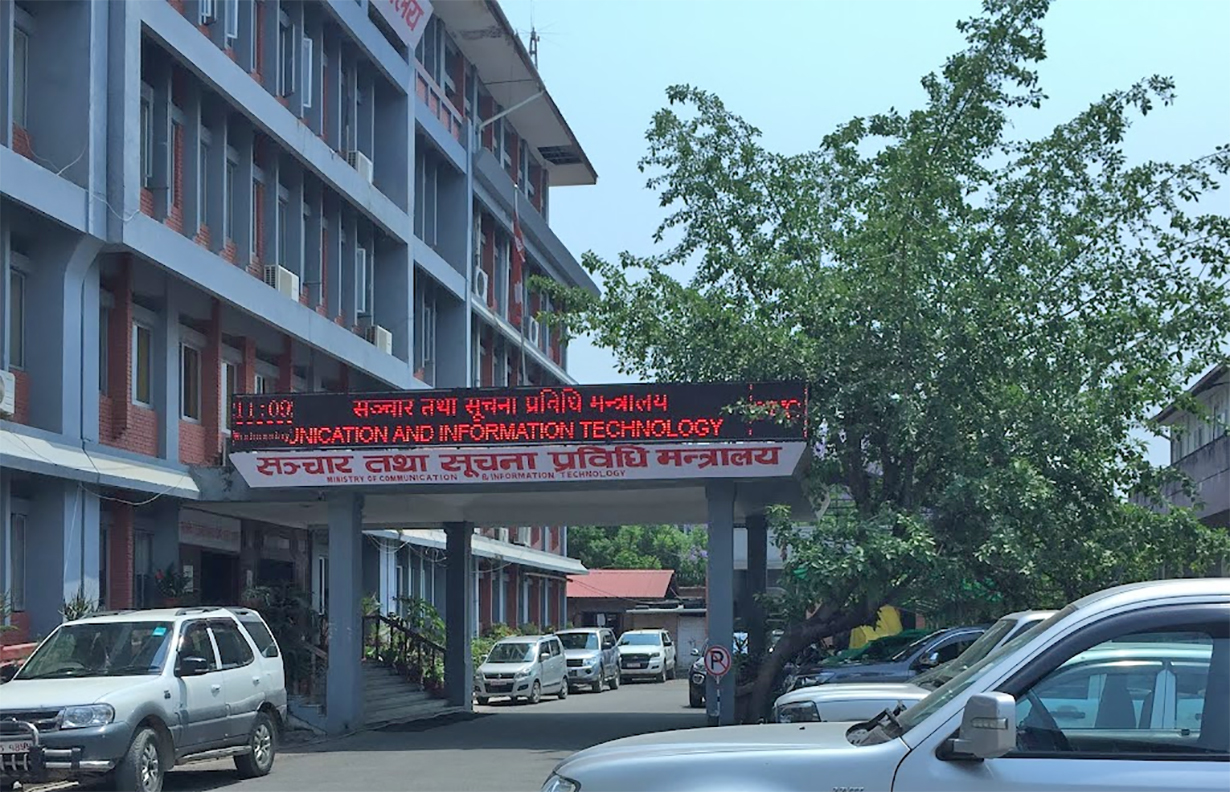 लय
11:09
सञ्चार तथा सूचना प्रविधि मन्त्रालय
UNICATION AND INFORMATION TECHNOLOGY
सञ्चार तथा सूचना प्रविधि मन्त्रालय
MINISTRY OF COMMUNICATION & INFORMATION TECHNOLOGY
P